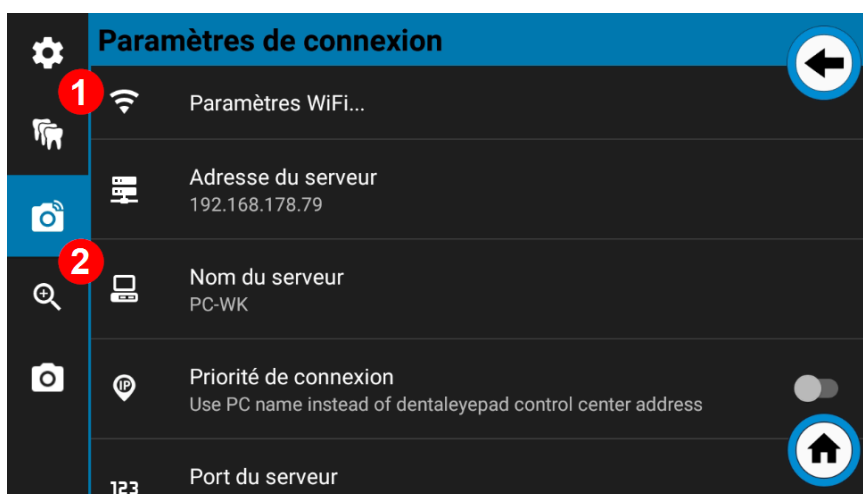 Paramètres de connexion
1
Paramètres WiFi...
Adresse du serveur
192.168.178.79
2
Nom du serveur
PC-WK
IP
Priorité de connexion
Use PC name instead of dentaleyepad control center address
123
Port du serveur